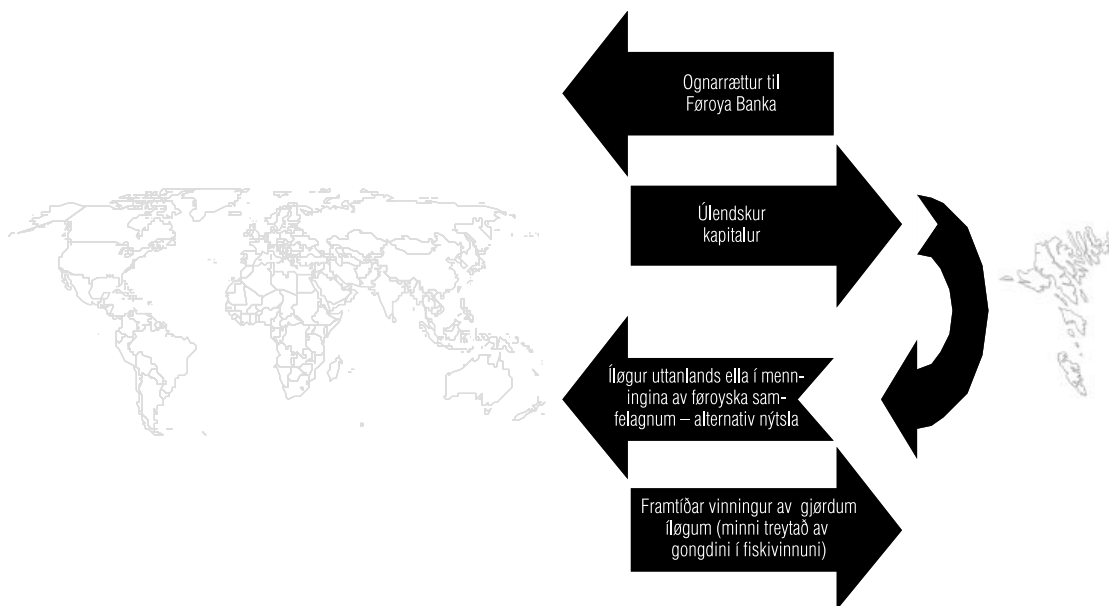 Ognarrættur til
Føroya Banka
Úlendskur
kapitalur
Íløgur uttanlands ella í menn-
ingina av føroyska sam-
felagnum – alternativ nýtsla
Framtíðar vinningur av gjørdum
íløgum (minni treytað av
gongdini í fiskivinnuni)